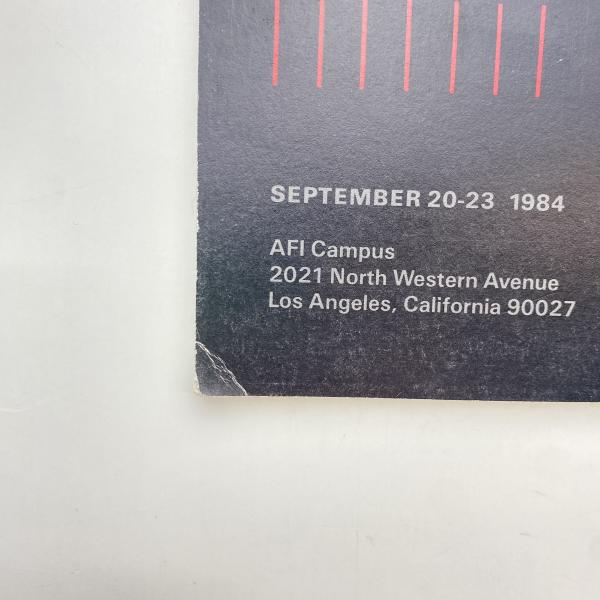 SEPTEMBER 20-23 1984
AFI Campus
2021 North Western Avenue
Los Angeles, California 90027